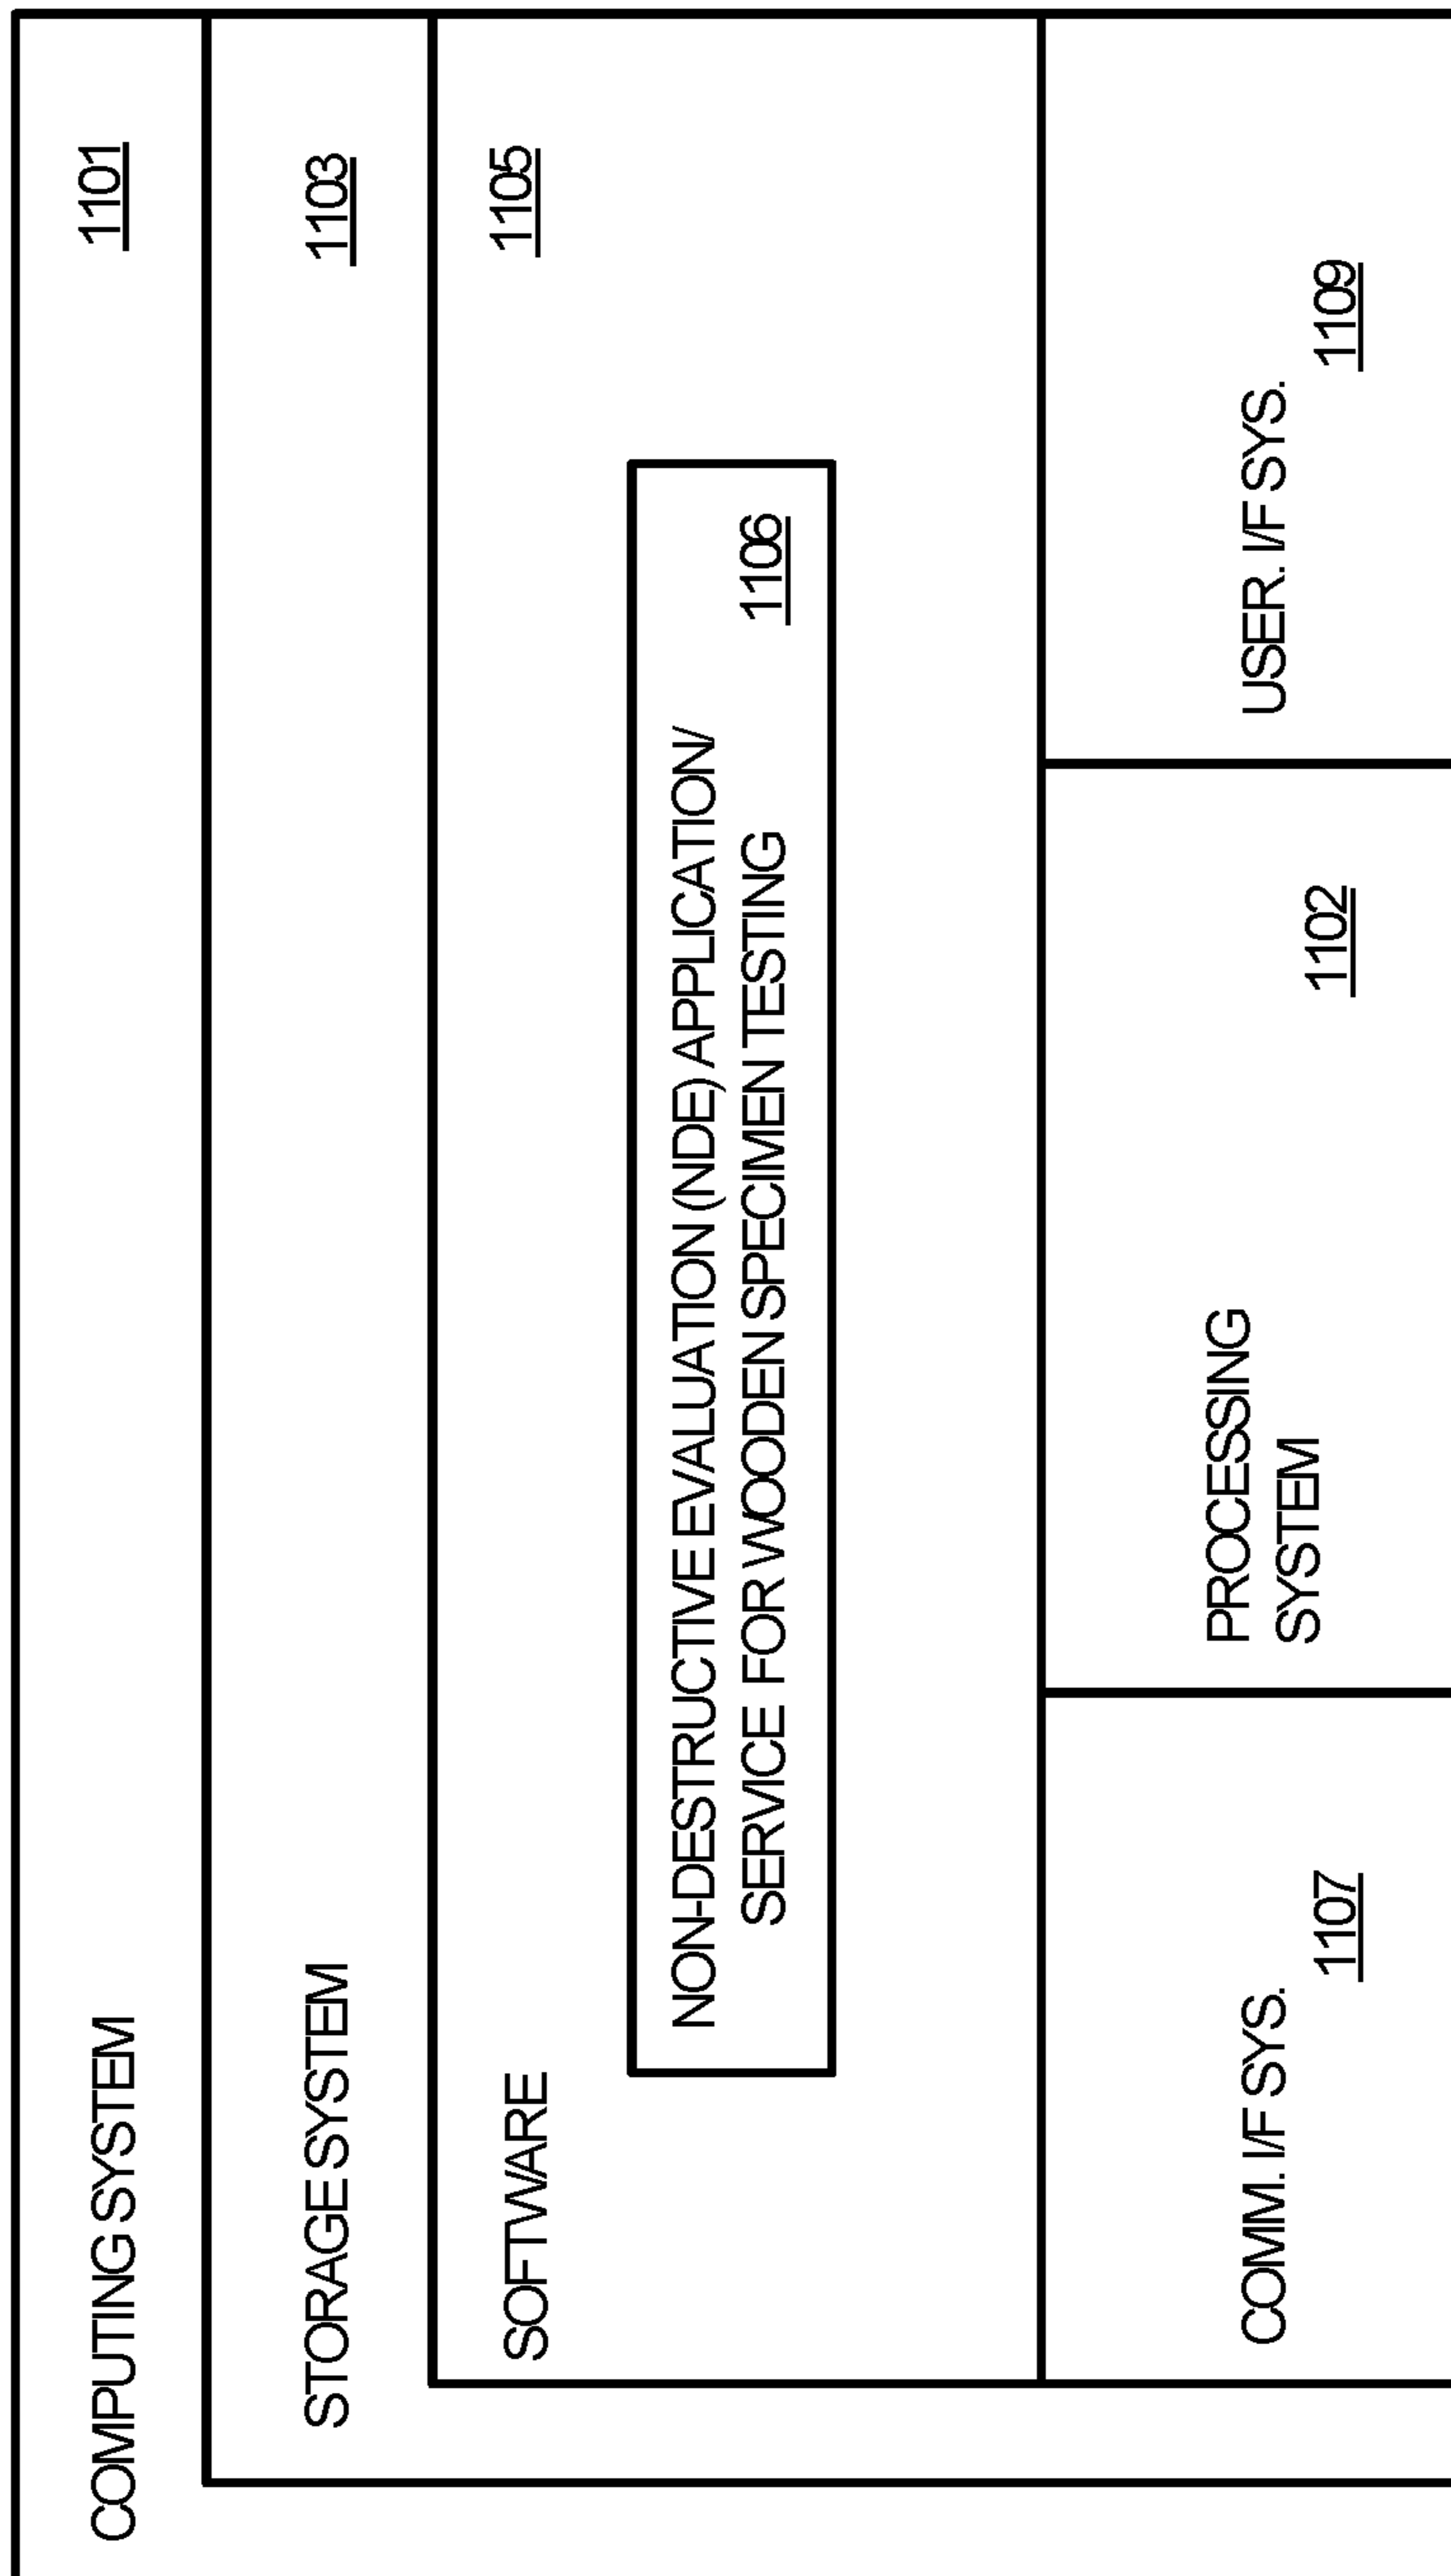 COMPUTING SYSTEM
1101
STORAGE SYSTEM
1103
SOFTWARE
1105
NON-DESTRUCTIVE EVALUATION (NDE) APPLICATION/
SERVICE FOR WOODEN SPECIMEN TESTING
1106
COMM. I/F SYS.
1107
PROCESSING
SYSTEM
1102
USER. I/F SYS.
1109